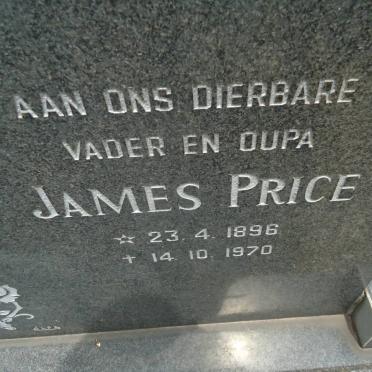 AAN ONS DIERBARE
VADER EN OUPA
JAMES PRICE
☆ 23. 4. 1896
† 14. 10. 1970